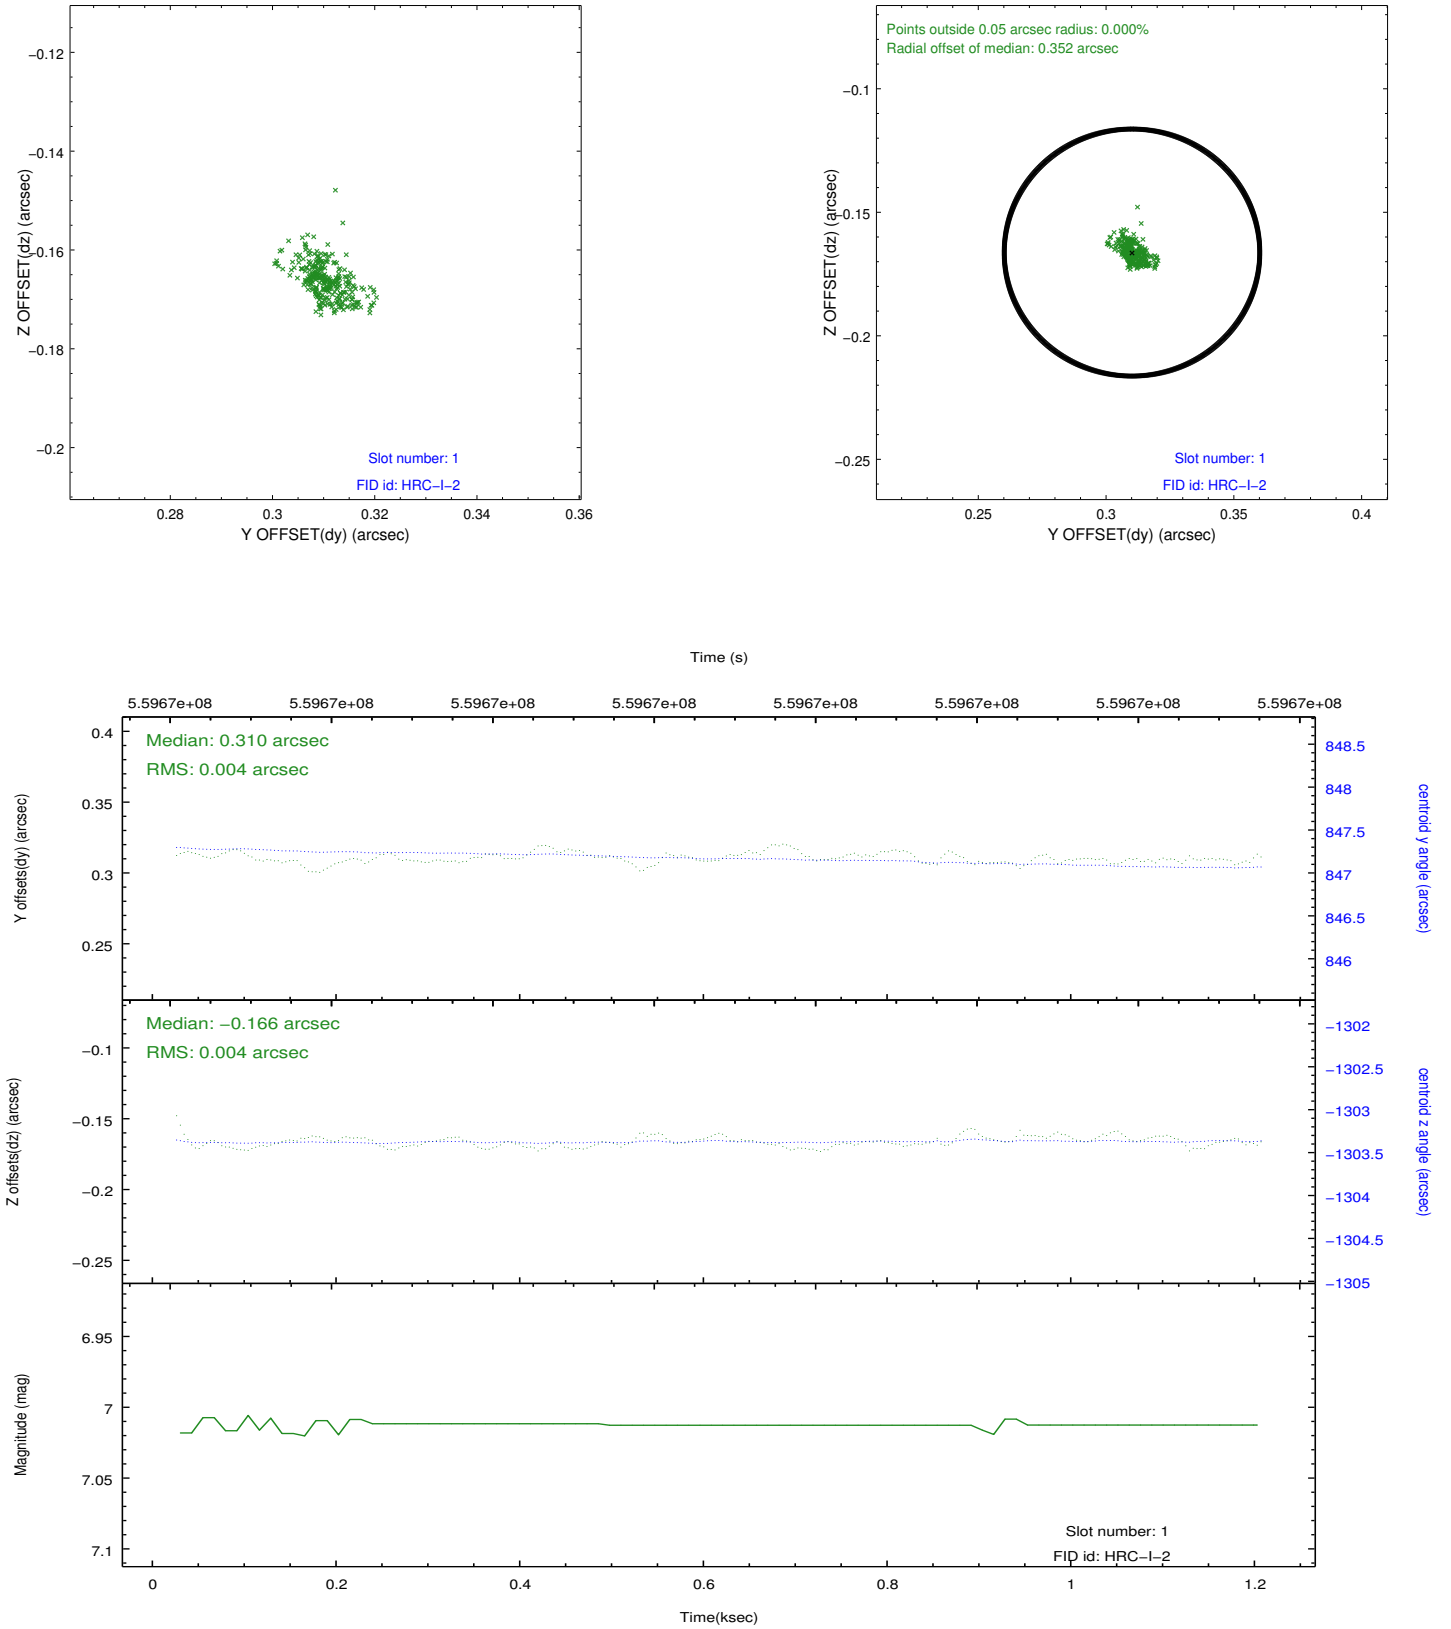 −0.12
−0.14
−0.16
−0.18
−0.2
Z OFFSET(dz) (arcsec)
Slot number: 1
FID id: HRC−I−2
0.28 0.3 0.32 0.34 0.36
Y OFFSET(dy) (arcsec)
Points outside 0.05 arcsec radius: 0.000%
Radial offset of median: 0.352 arcsec
−0.1
−0.15
−0.2
−0.25
Z OFFSET(dz) (arcsec)
Slot number: 1
FID id: HRC−I−2
0.25 0.3 0.35 0.4
Y OFFSET(dy) (arcsec)
Time (s)
5.5967e+08 5.5967e+08 5.5967e+08 5.5967e+08 5.5967e+08 5.5967e+08 5.5967e+08 5.5967e+08
Median: 0.310 arcsec
RMS: 0.004 arcsec
0.4
0.35
0.3
0.25
Y offsets(dy) (arcsec)
848.5
848
847.5
847
846.5
846
centroid y angle (arcsec)
Median: −0.166 arcsec
RMS: 0.004 arcsec
−0.1
−0.15
−0.2
−0.25
Z offsets(dz) (arcsec)
−1302
−1302.5
−1303
−1303.5
−1304
−1304.5
−1305
centroid z angle (arcsec)
6.95
7
7.05
7.1
Magnitude (mag)
Slot number: 1
FID id: HRC−I−2
0 0.2 0.4 0.6 0.8 1 1.2
Time(ksec)